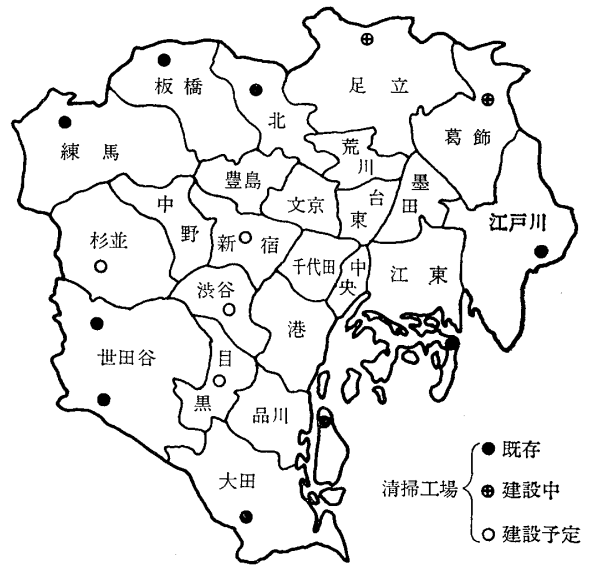 足立
板橋
北
葛飾
練馬
荒川
豊島
墨田
台東
文京
中野
江戸川
新宿
杉並
千代田
中央
江東
渋谷
港
世田谷
目黒
品川
大田
清掃工場
既存
建設中
建設予定